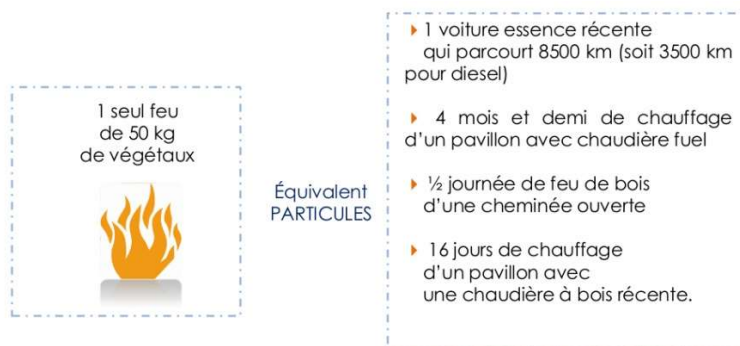 1 seul feu
de 50 kg
de végétaux
Équivalent
PARTICULES
1 voiture essence récente
qui parcourt 8500 km (soit 3500 km
pour diesel)
4 mois et demi de chauffage
d'un pavillon avec chaudière fuel
½ journée de feu de bois
d'une cheminée ouverte
16 jours de chauffage
d'un pavillon avec
une chaudière à bois récente.